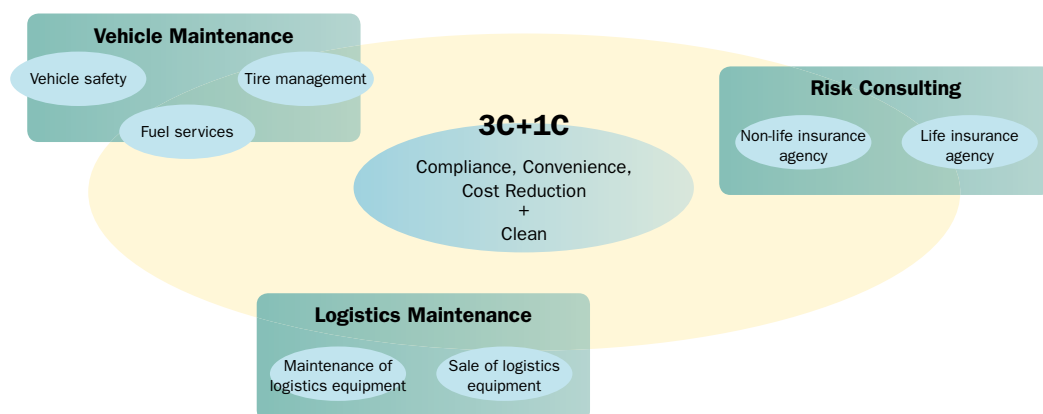 Vehicle Maintenance
Vehicle safety
Tire management
Fuel services
3C+1C
Compliance, Convenience,
Cost Reduction
+
Clean
Risk Consulting
Non-life insurance
agency
Life insurance
agency
Logistics Maintenance
Maintenance of
logistics equipment
Sale of logistics
equipment